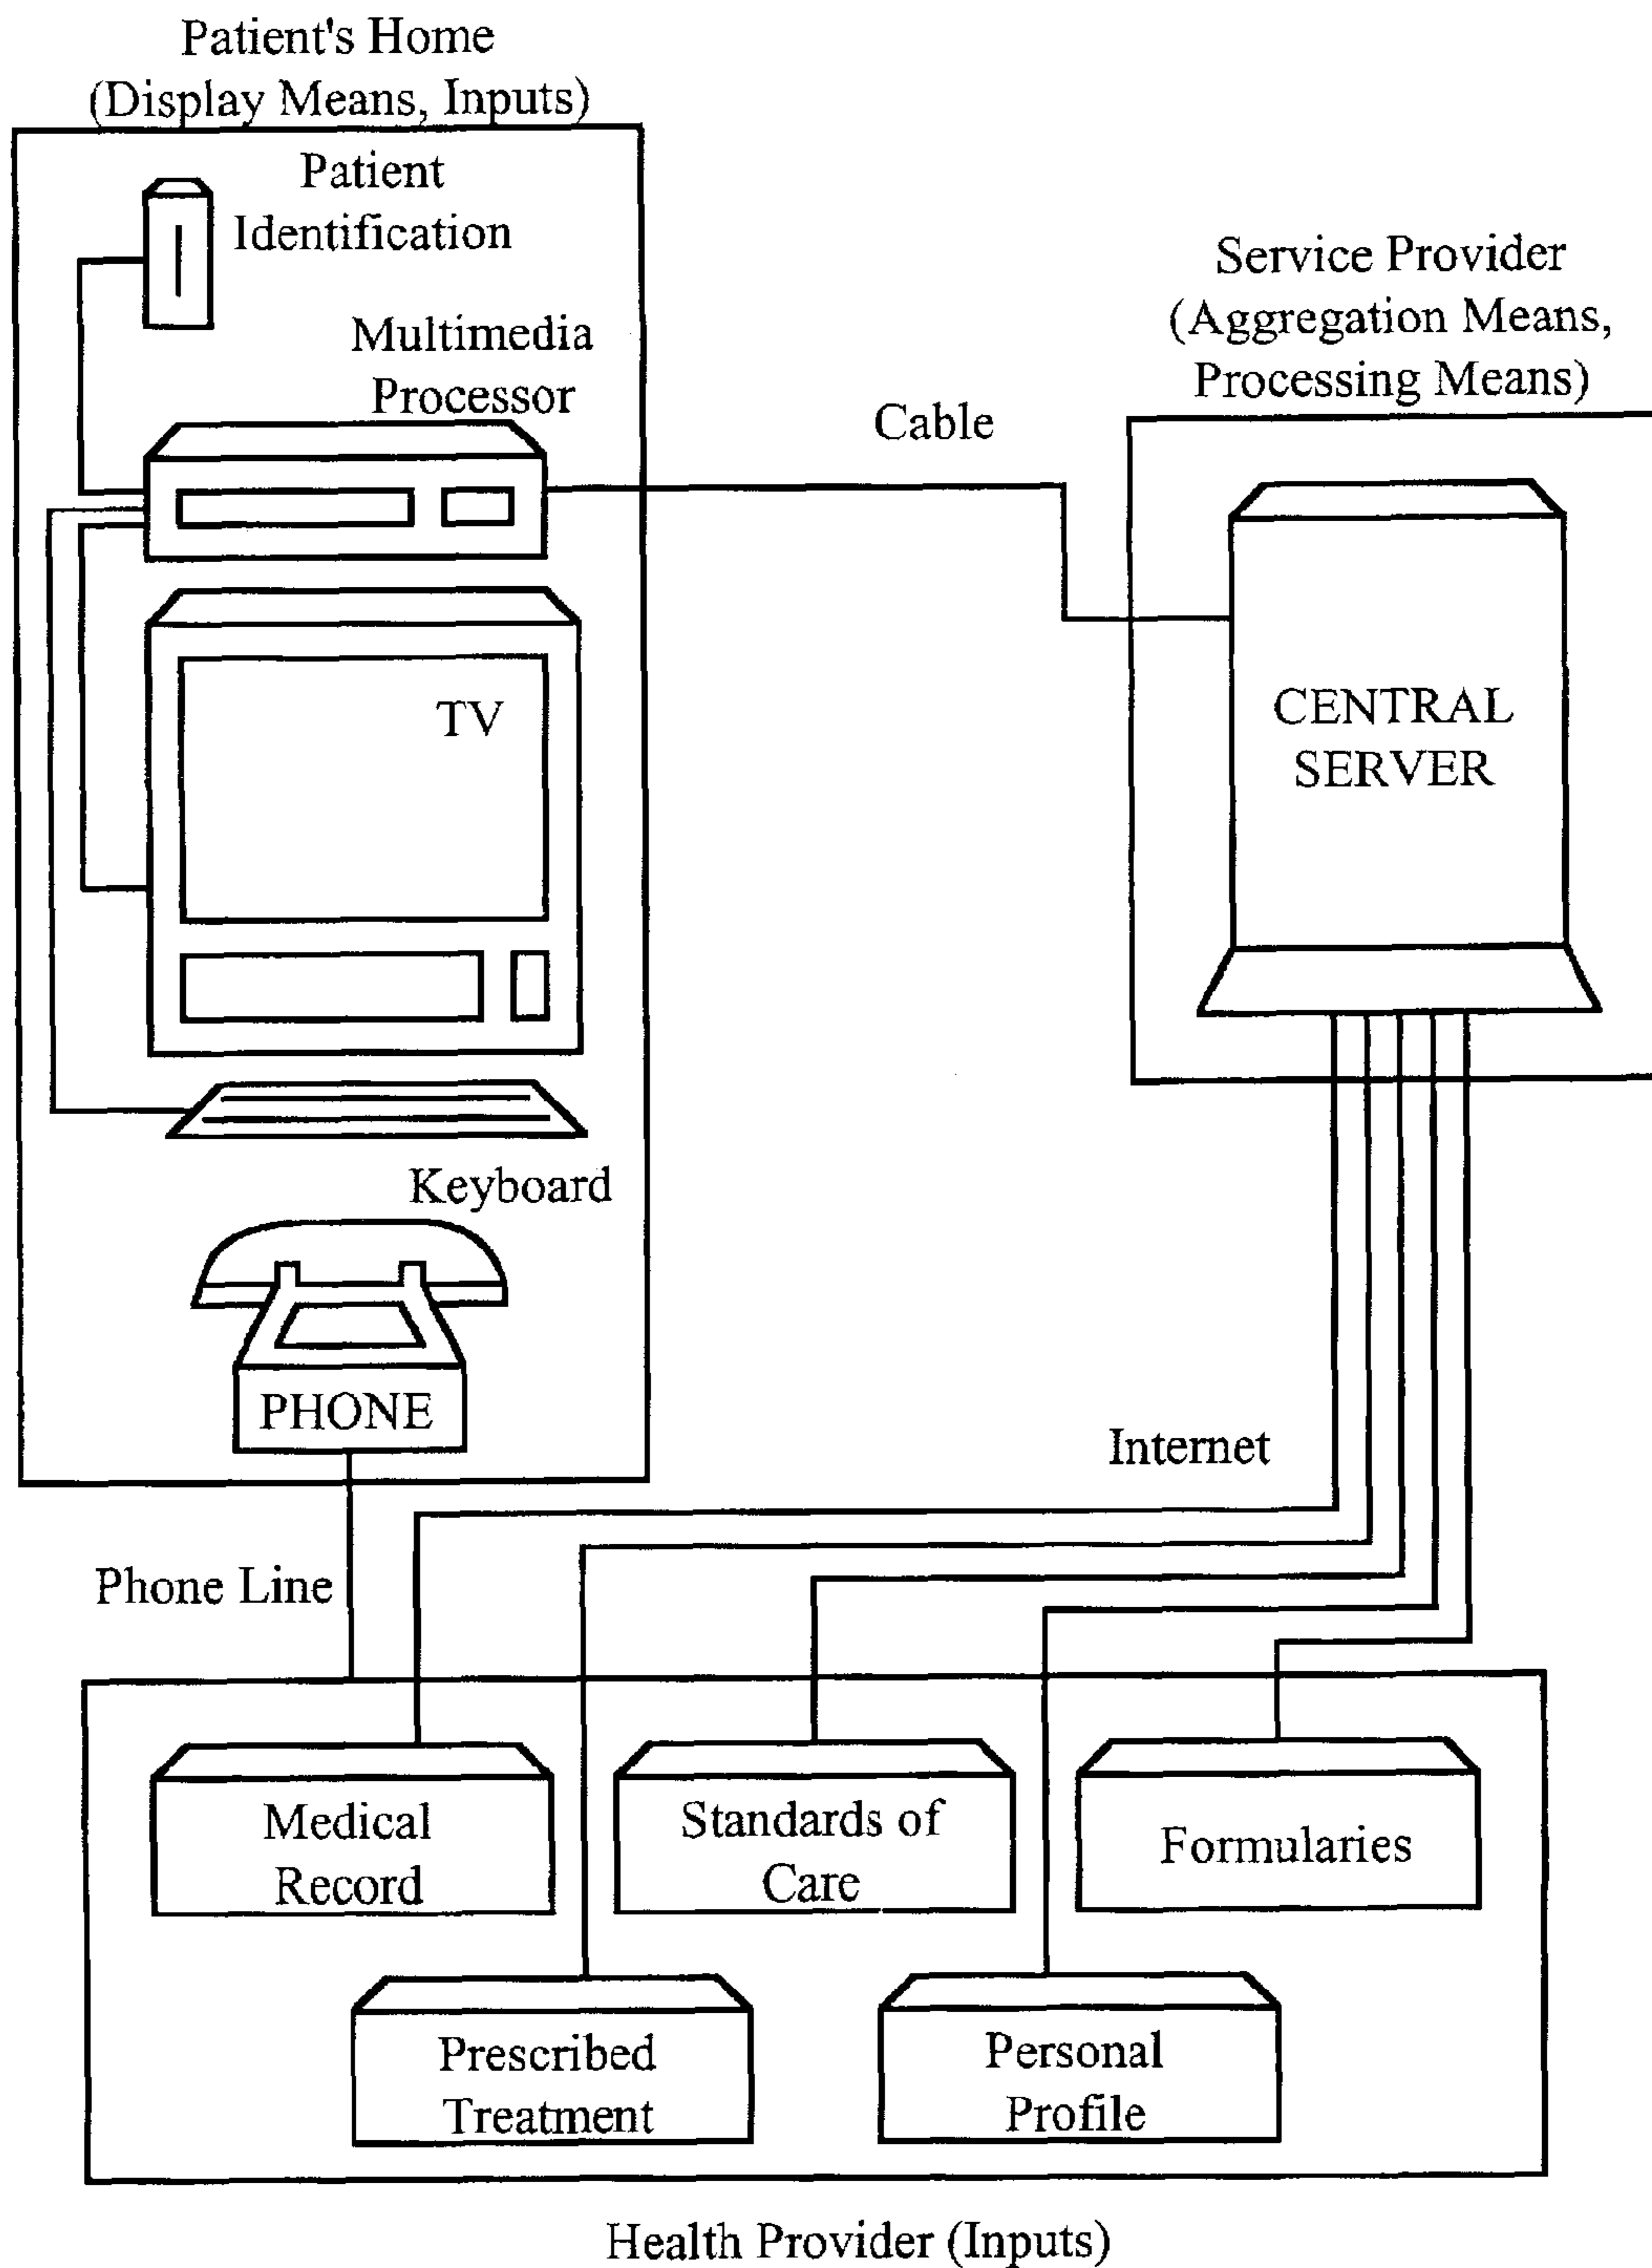 Patient's Home
(Display Means, Inputs)
Patient
Identification
Multimedia
Processor
TV
Keyboard
PHONE
Cable
Service Provider
(Aggregation Means,
Processing Means)
CENTRAL
SERVER
Internet
Phone Line
Medical
Record
Standards of
Care
Formularies
Prescribed
Treatment
Personal
Profile
Health Provider (Inputs)